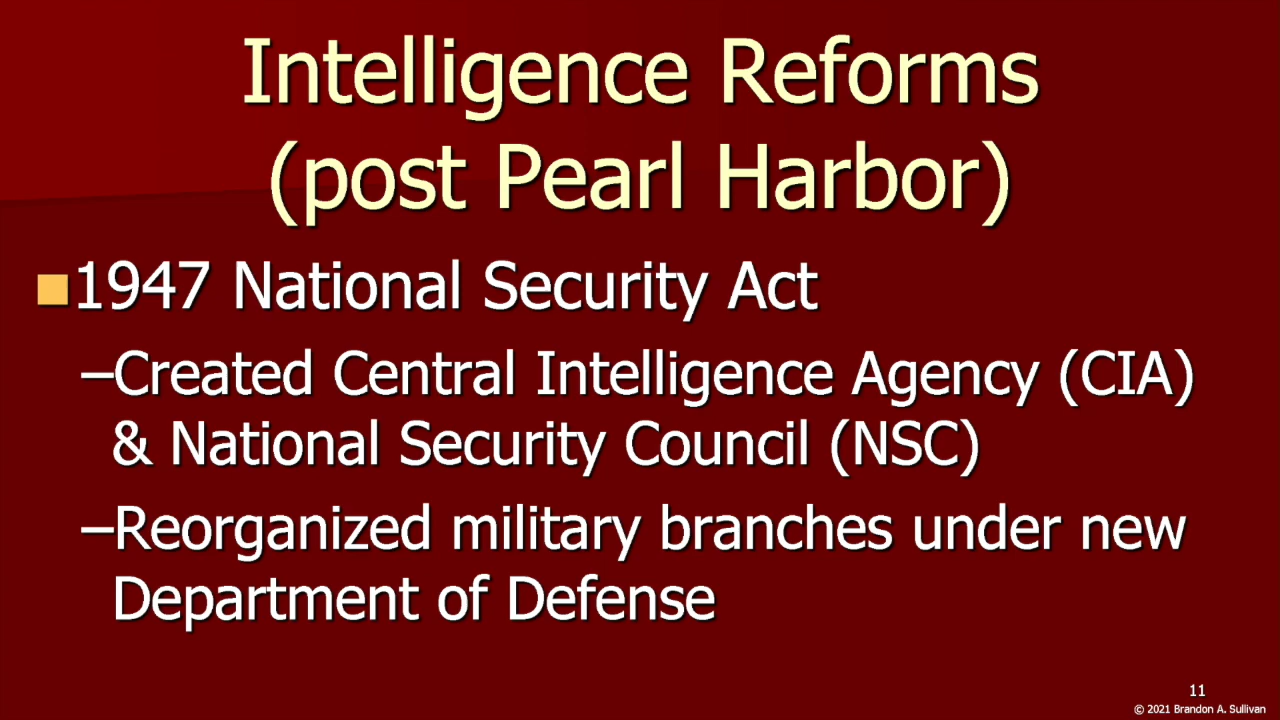 Intelligence Reforms
(post Pearl Harbor)
1947 National Security Act
–Created Central Intelligence Agency (CIA)
& National Security Council (NSC)
–Reorganized military branches under new
Department of Defense
11
© 2021 Brandon A. Sullivan